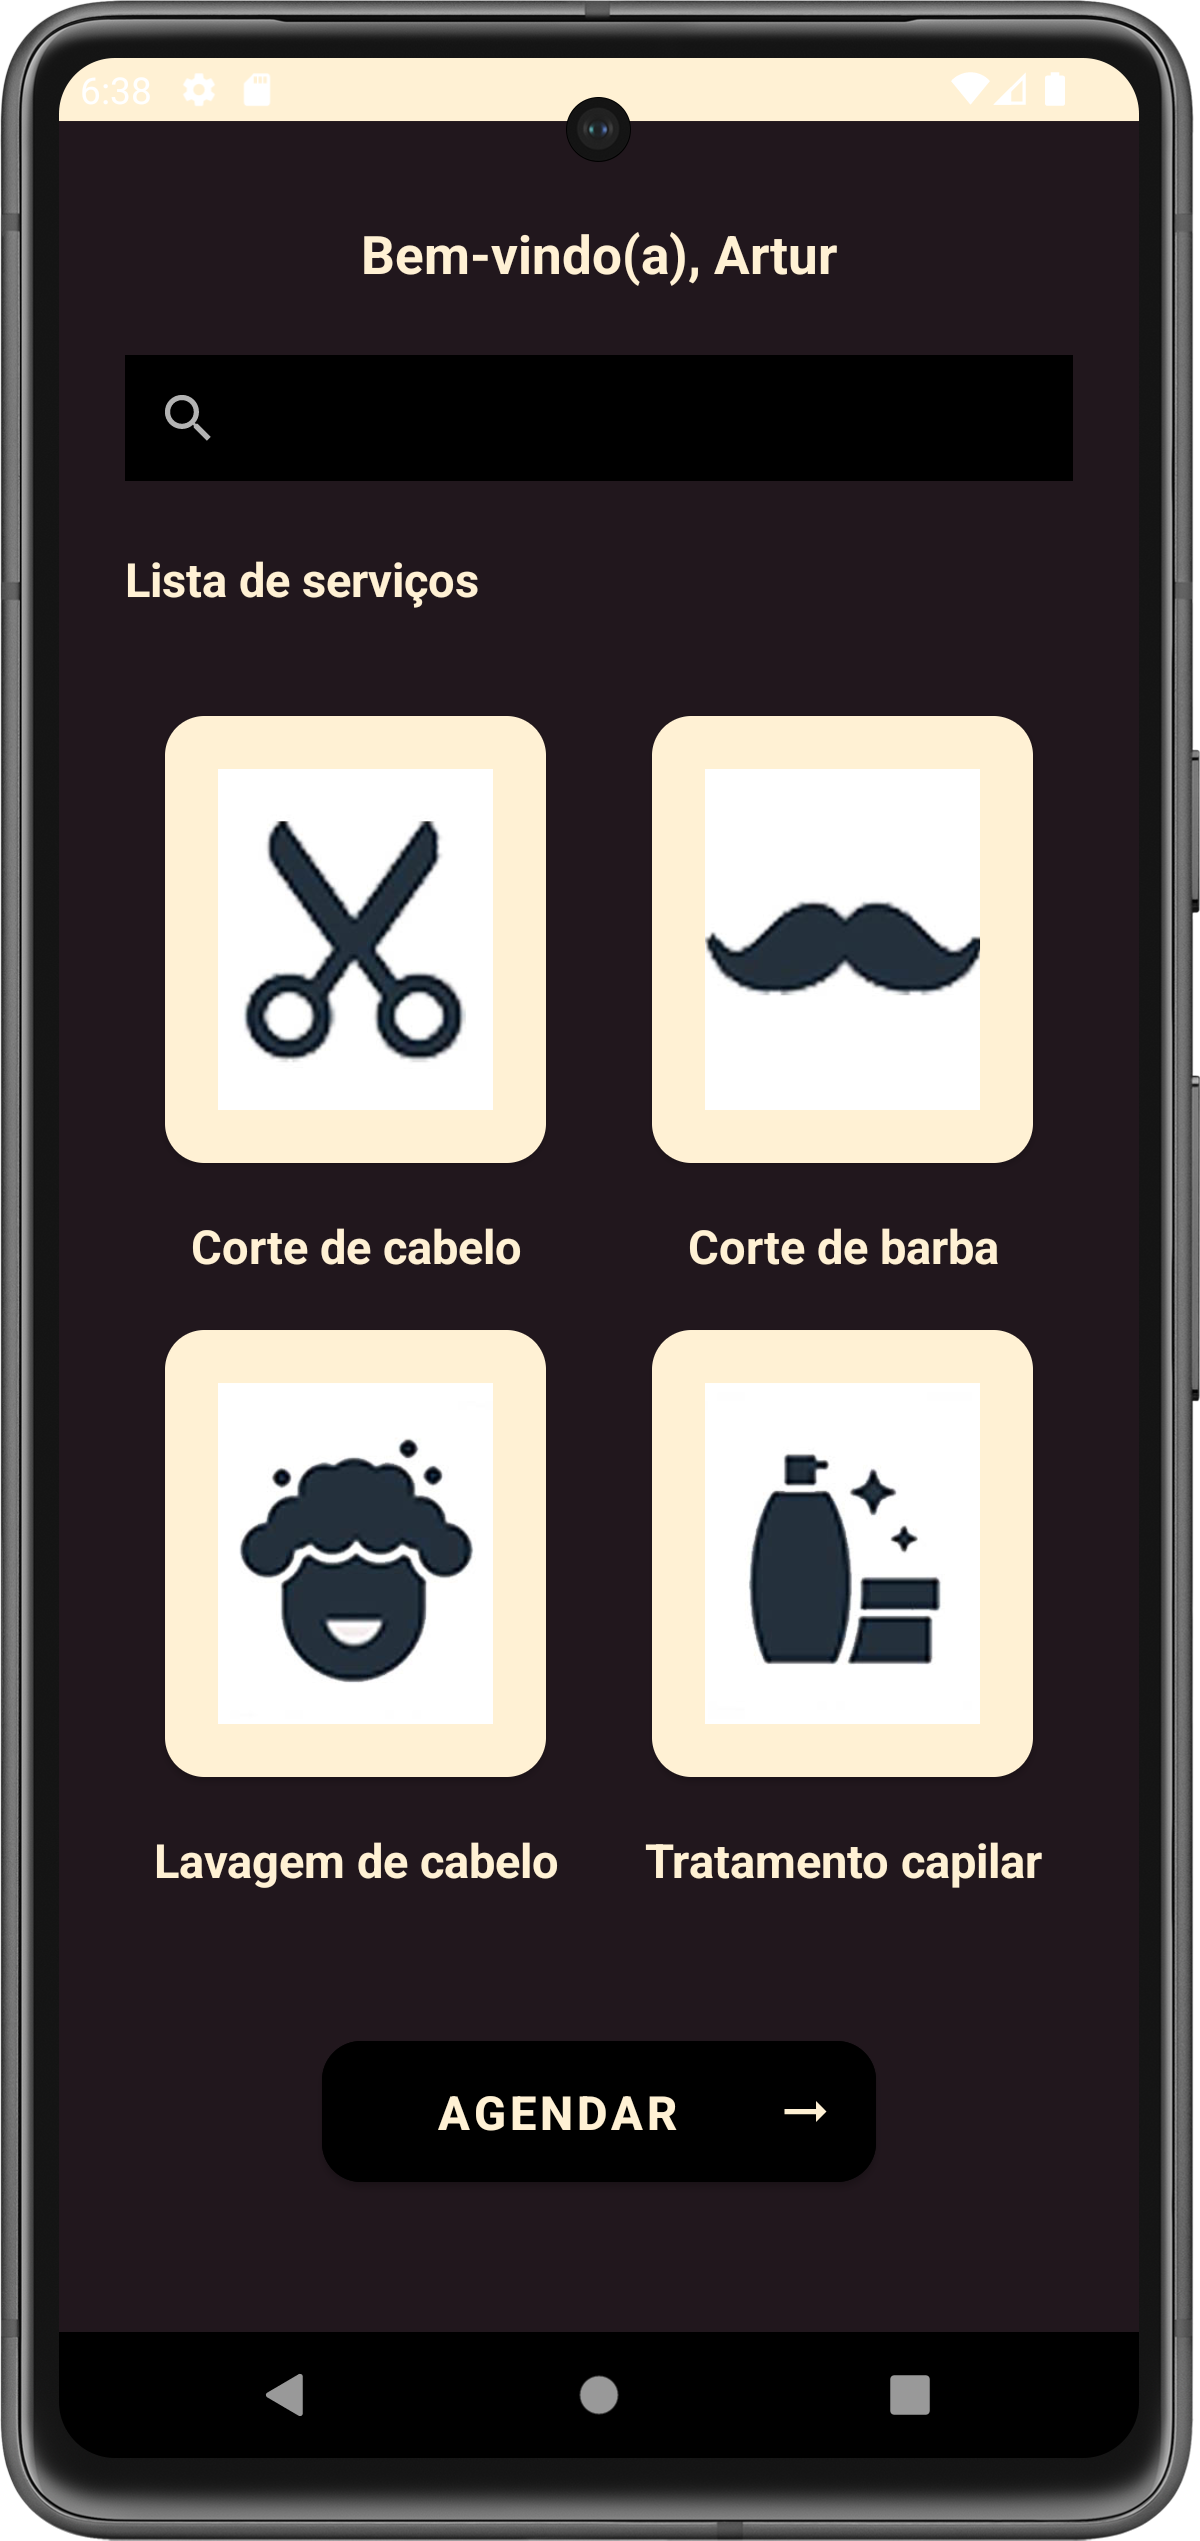 6:38
Bem-vindo(a), Artur
Lista de serviços
Corte de cabelo
Corte de barba
Lavagem de cabelo
Tratamento capilar
AGENDAR